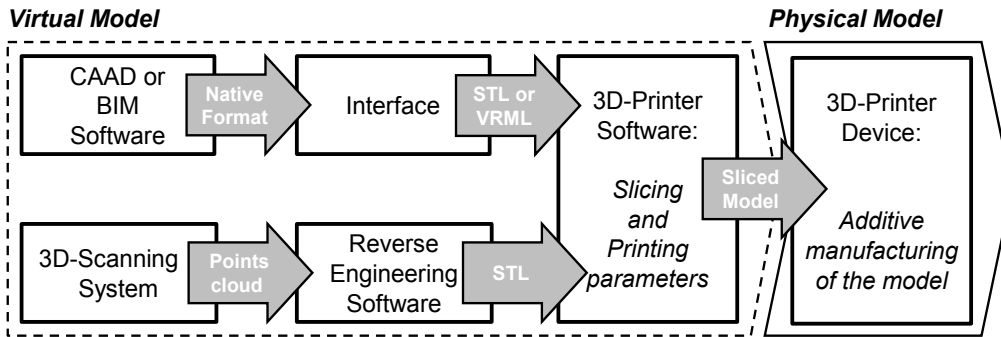 Virtual Model
Physical Model
CAAD or
BIM
Software
Native
Format
Interface
STL or
VRML
3D-Printer
Software:
Slicing
and
Printing
parameters
Sliced
Model
3D-Printer
Device:
Additive
manufacturing
of the model
3D-Scanning
System
Points
cloud
Reverse
Engineering
Software
STL